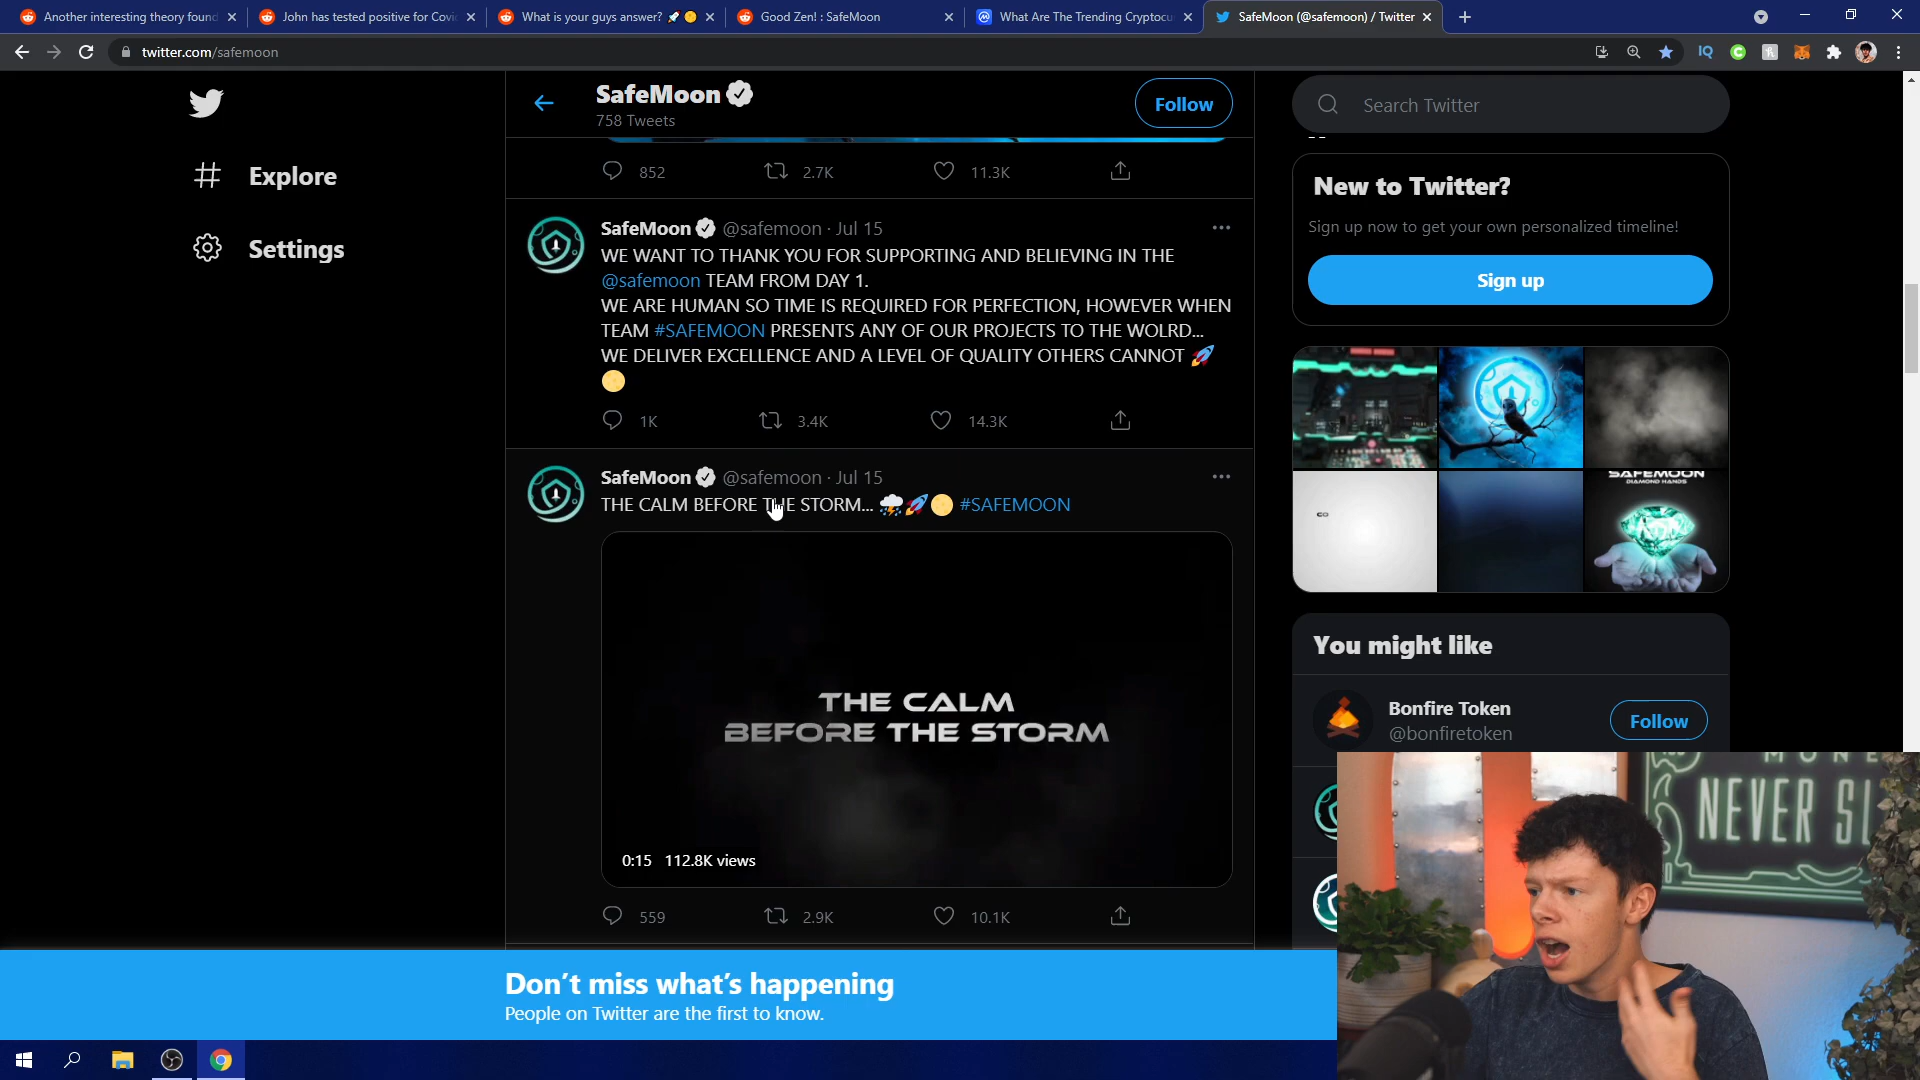 Another interesting theory foun
John has tested positive for Covi
What is your guys answer? 🚀🌕
Good Zen! : SafeMoon
What Are The Trending Cryptocu
SafeMoon (@safemoon) / Twitter
twitter.com/safemoon
IQ
Explore
Settings
SafeMoon
758 Tweets
Follow
852
2.7K
11.3K
SafeMoon @safemoon · Jul 15
WE WANT TO THANK YOU FOR SUPPORTING AND BELIEVING IN THE
@safemoon TEAM FROM DAY 1.
WE ARE HUMAN SO TIME IS REQUIRED FOR PERFECTION, HOWEVER WHEN
TEAM #SAFEMOON PRESENTS ANY OF OUR PROJECTS TO THE WOLRD...
WE DELIVER EXCELLENCE AND A LEVEL OF QUALITY OTHERS CANNOT 🚀
🌕
1K
3.4K
14.3K
SafeMoon @safemoon · Jul 15
THE CALM BEFORE THE STORM... ⛈️🚀🌕 #SAFEMOON
THE CALM
BEFORE THE STORM
0:15 112.8K views
559
2.9K
10.1K
Search Twitter
New to Twitter?
Sign up now to get your own personalized timeline!
Sign up
SAFEMOON
DIAMOND HANDS
You might like
Bonfire Token
@bonfiretoken
Follow
NEVER SL
Don't miss what's happening
People on Twitter are the first to know.